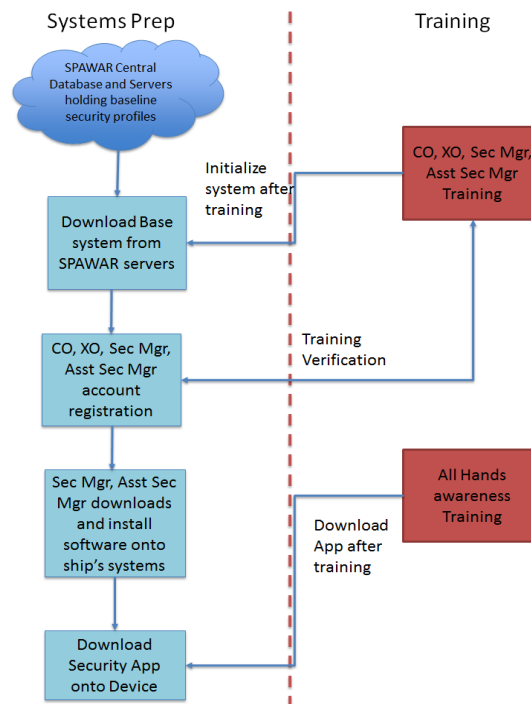 Systems Prep
Training
SPAWAR Central
Database and Servers
holding baseline
security profiles
CO, XO, Sec Mgr,
Asst Sec Mgr
Training
Initialize
system after
training
Download Base
system from
SPAWAR servers
CO, XO, Sec Mgr,
Asst Sec Mgr
account
registration
Training
Verification
Sec Mgr, Asst Sec
Mgr downloads
and install
software onto
ship's systems
All Hands
awareness
Training
Download
App after
training
Download
Security App
onto Device